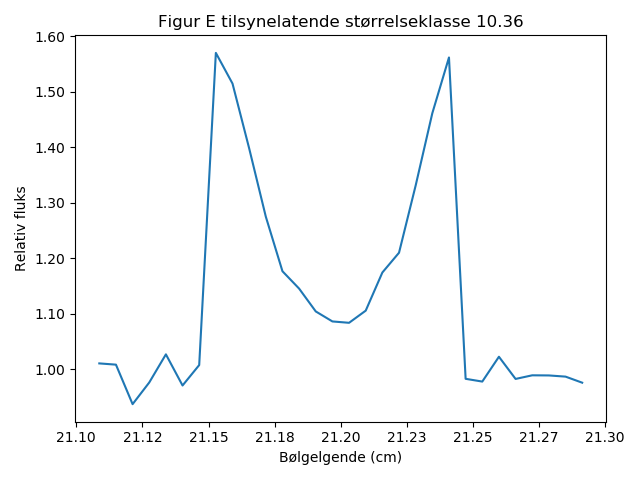 Figur E tilsynelatende størrelseklasse 10.36
1.60
1.50
1.40
1.30
1.20
1.10
1.00
Relativ fluks
21.10 21.12 21.15 21.18 21.20 21.23 21.25 21.27 21.30
Bølgelgende (cm)